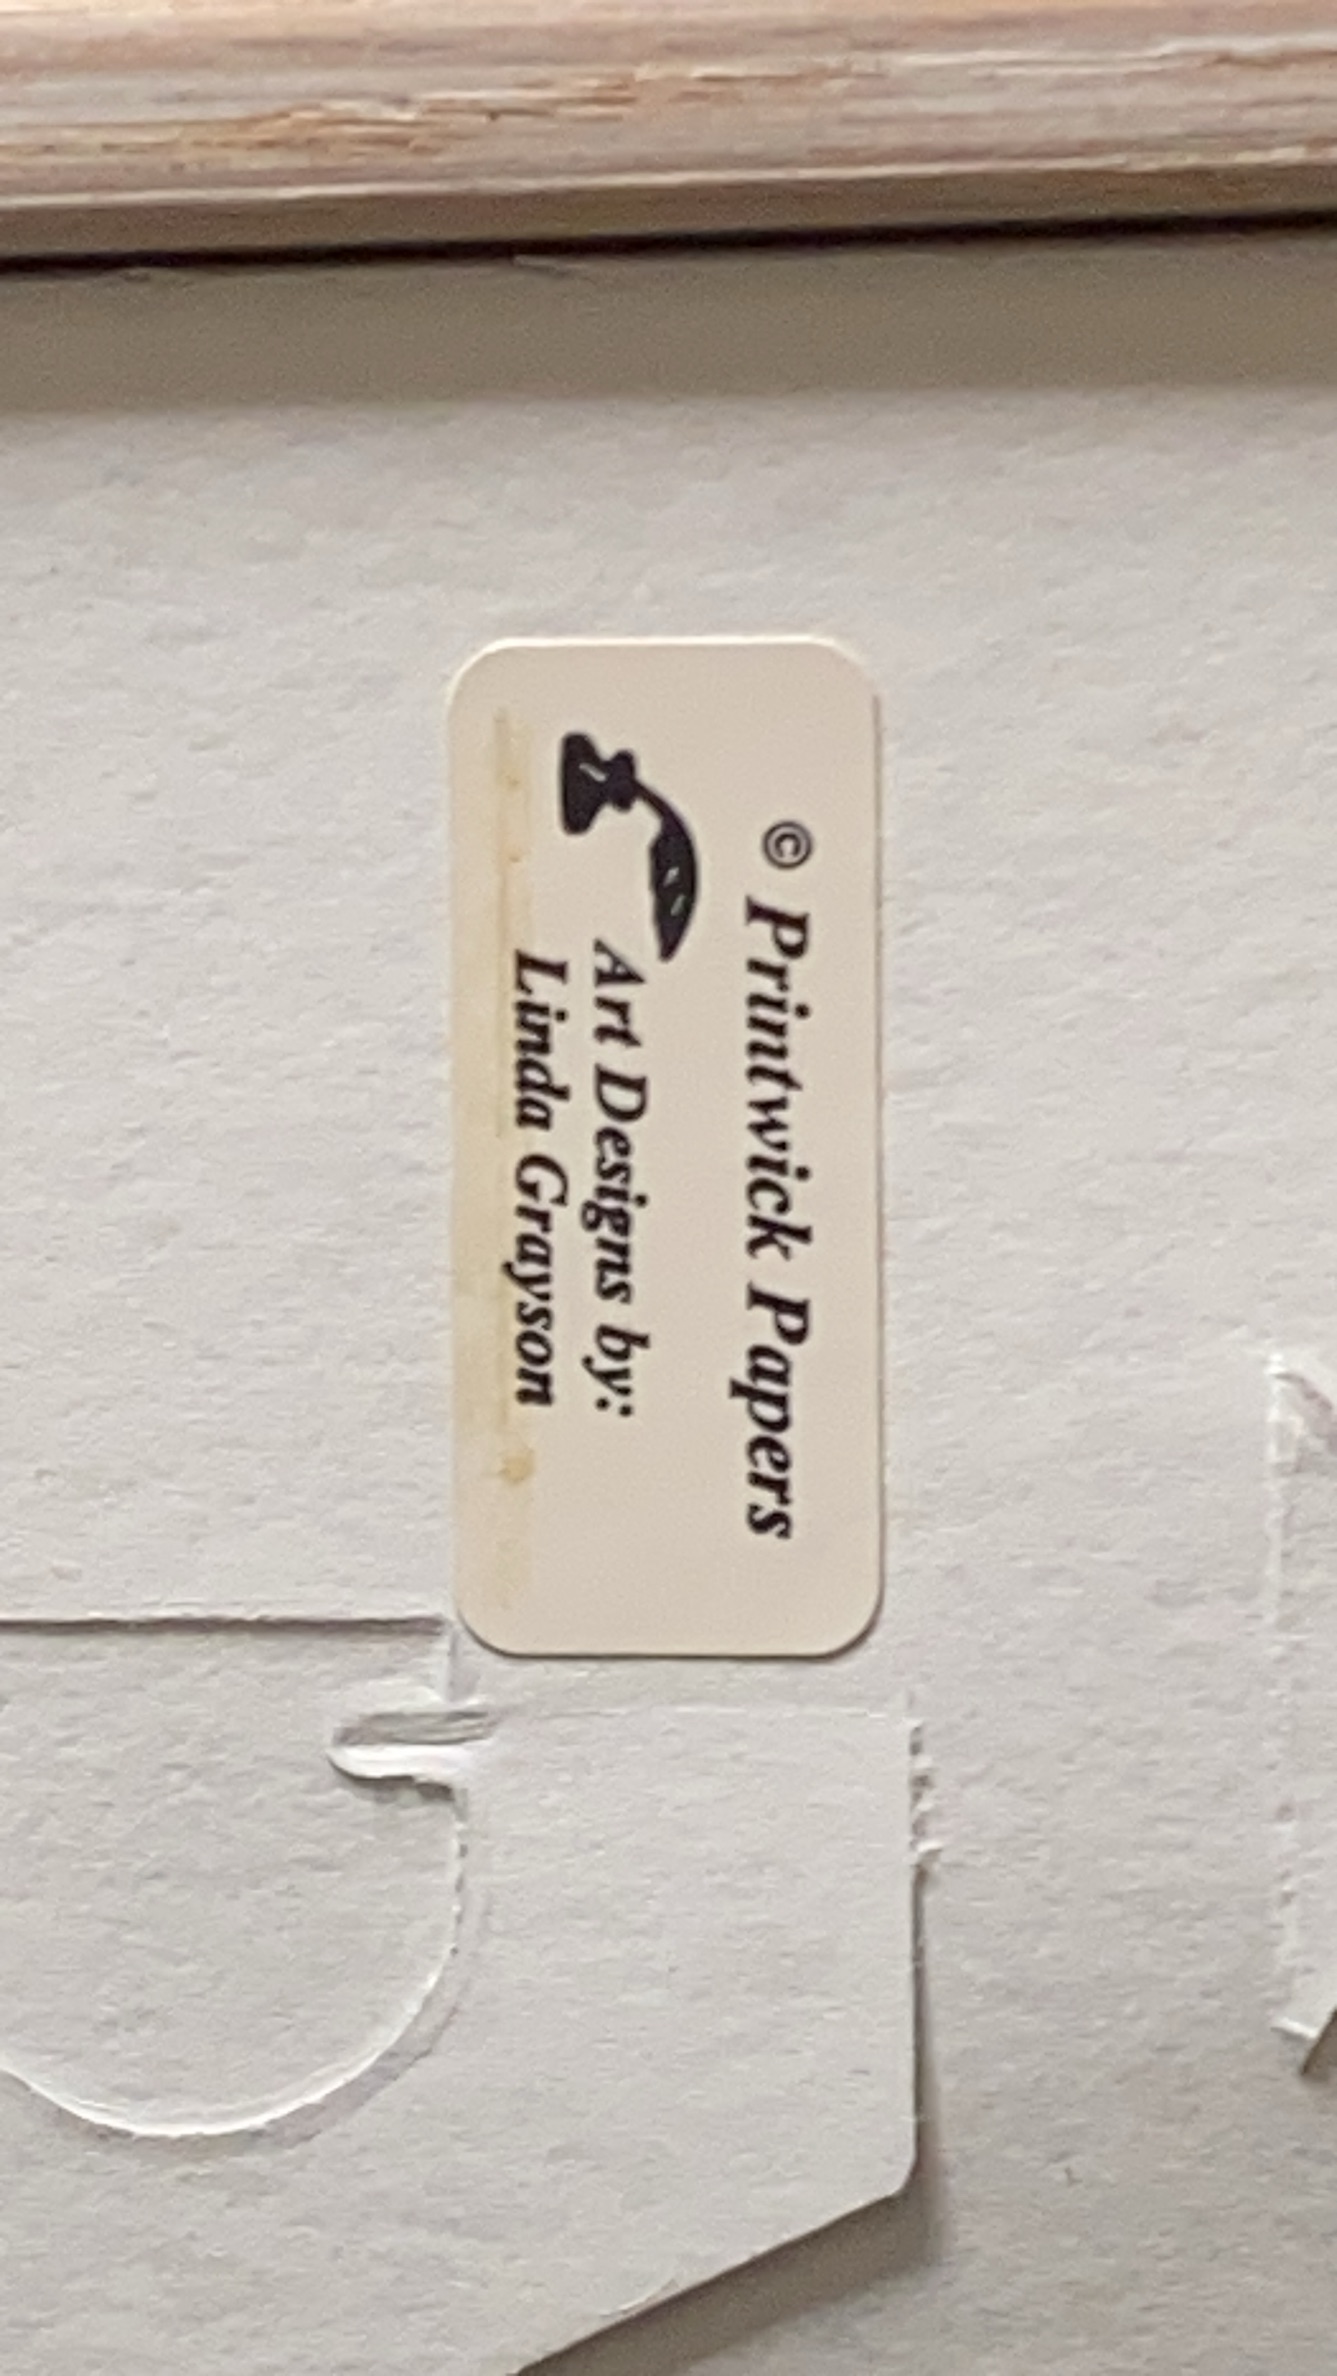 © Printwick Papers
Art Designs by:
Linda Grayson